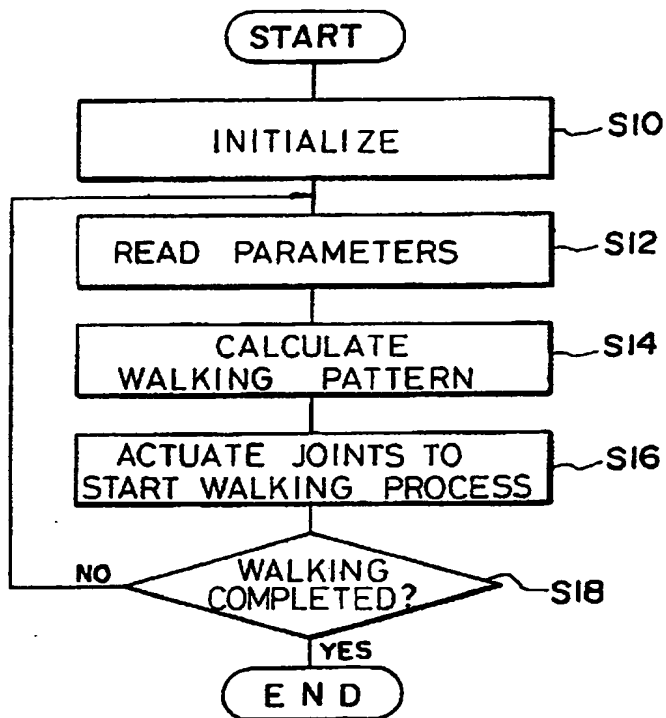 START
INITIALIZE
S10
READ PARAMETERS
S12
CALCULATE
WALKING PATTERN
S14
ACTUATE JOINTS TO
START WALKING PROCESS
S16
WALKING
COMPLETED?
S18
NO
YES
END